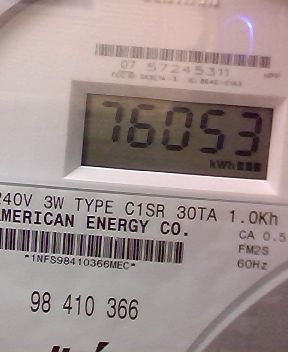 07 57245311
76053
kWh
240V 3W TYPE C1SR 30TA 1.0Kh
AMERICAN ENERGY CO.
CA 0.5
FM2S
*1NFS98410366MEC*
60Hz
98 410 366